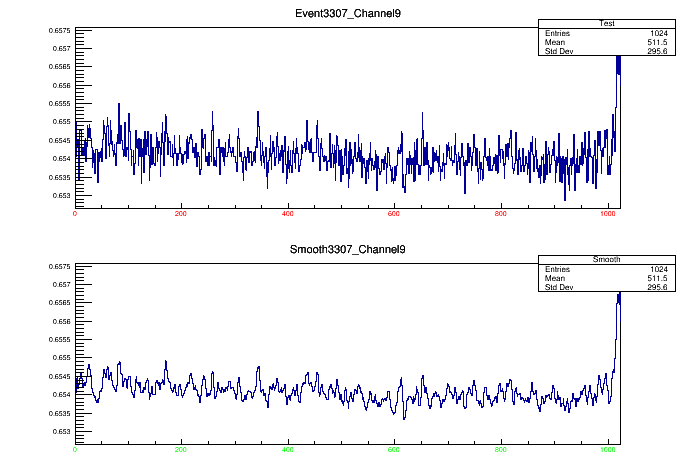 Event3307_Channel9
Test
Entries 1024
Mean 511.5
Std Dev 295.6
0.6575
0.657
0.6565
0.656
0.6555
0.655
0.6545
0.654
0.6535
0.653
0 200 400 600 800 1000
Smooth3307_Channel9
Smooth
Entries 1024
Mean 511.5
Std Dev 295.6
0.6575
0.657
0.6565
0.656
0.6555
0.655
0.6545
0.654
0.6535
0.653
0 200 400 600 800 1000